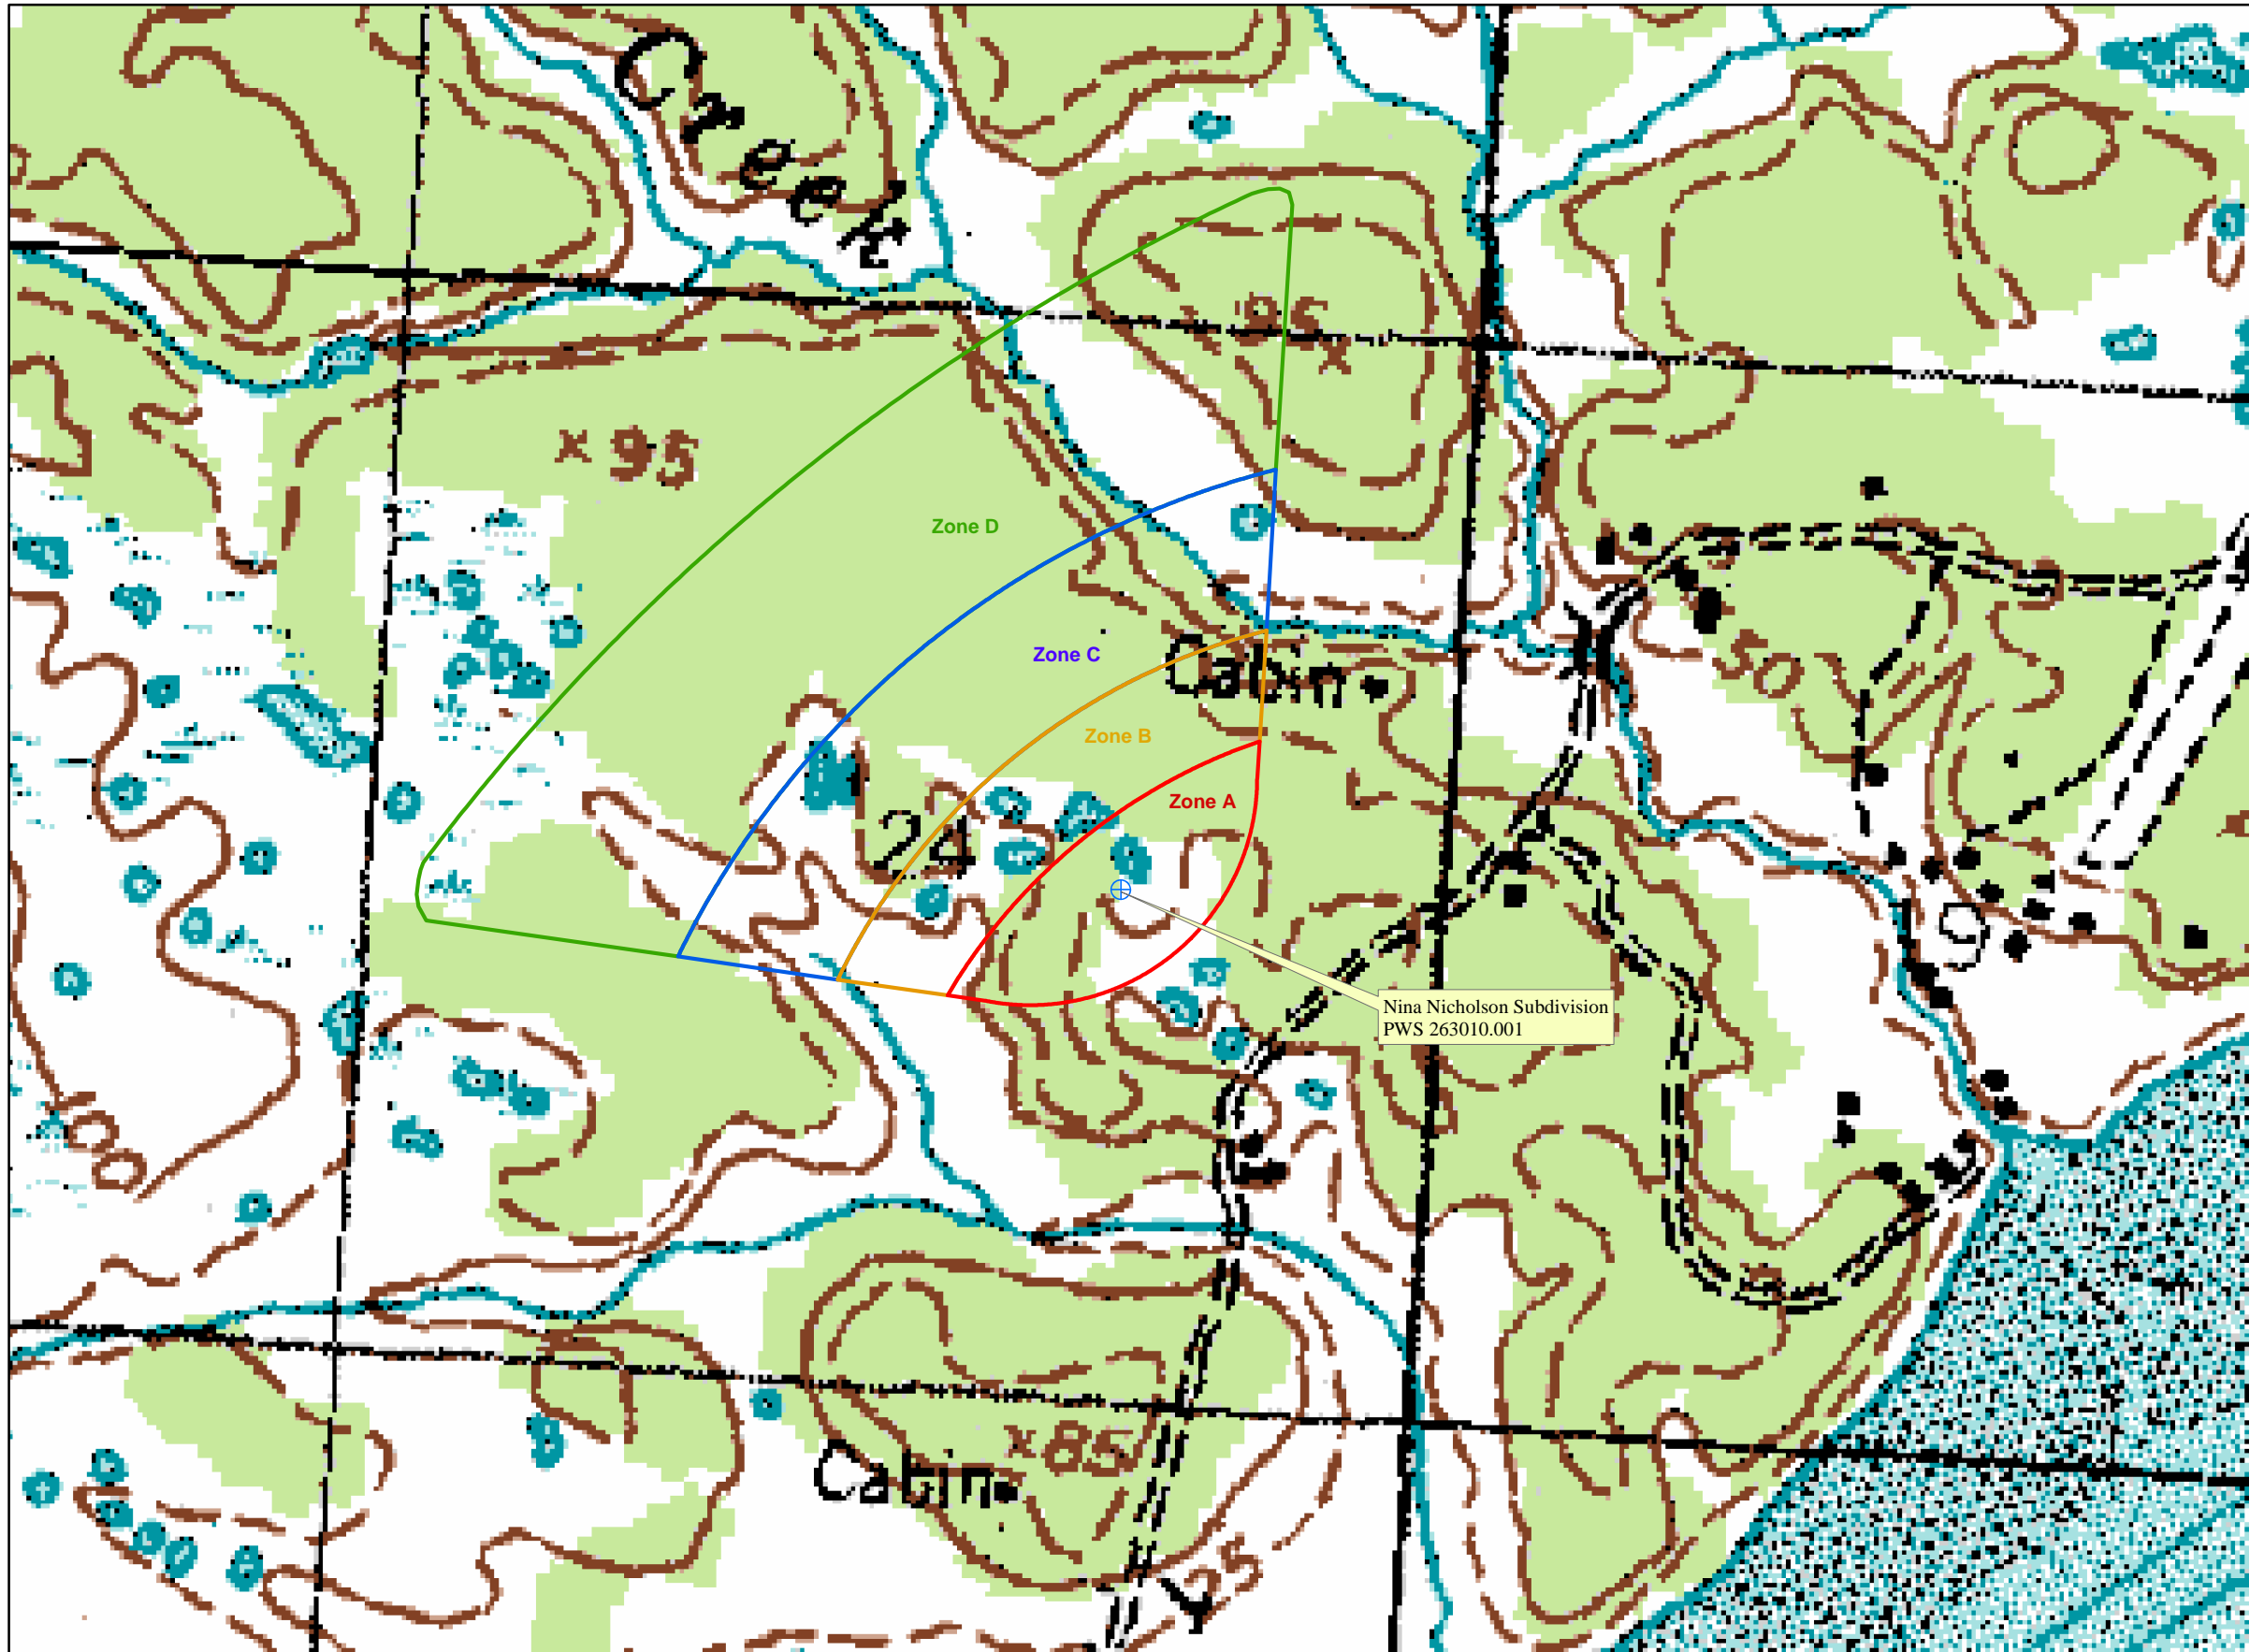 Creek
95
x 95
Zone D
Zone C
Cabin
50
Zone B
Zone A
24
19
Nina Nicholson Subdivision
PWS 263010.001
100
x 85
Cabin
125